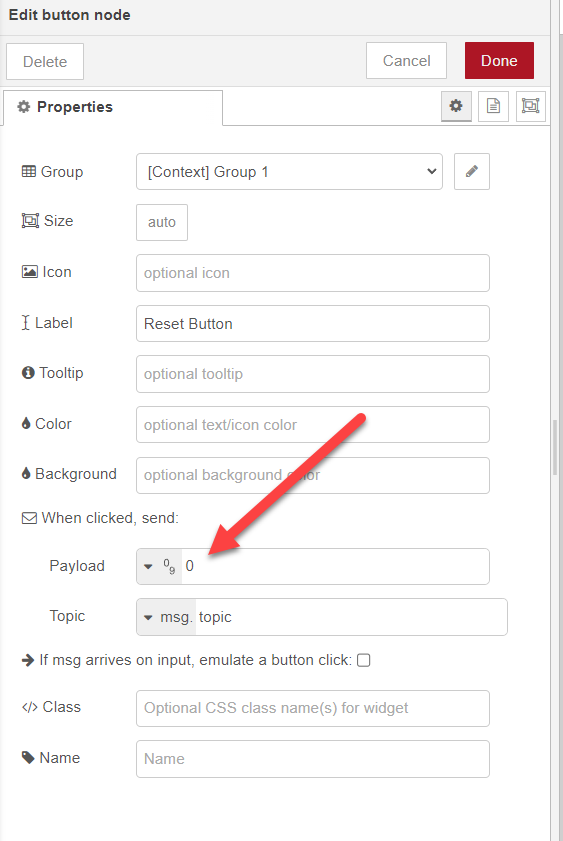 Edit button node
Delete Cancel Done
Properties
Group [Context] Group 1
Size auto
Icon optional icon
Label Reset Button
Tooltip optional tooltip
Color optional text/icon color
Background optional background color
When clicked, send:
Payload 0 9 0
Topic msg. topic
If msg arrives on input, emulate a button click:
</> Class Optional CSS class name(s) for widget
Name Name